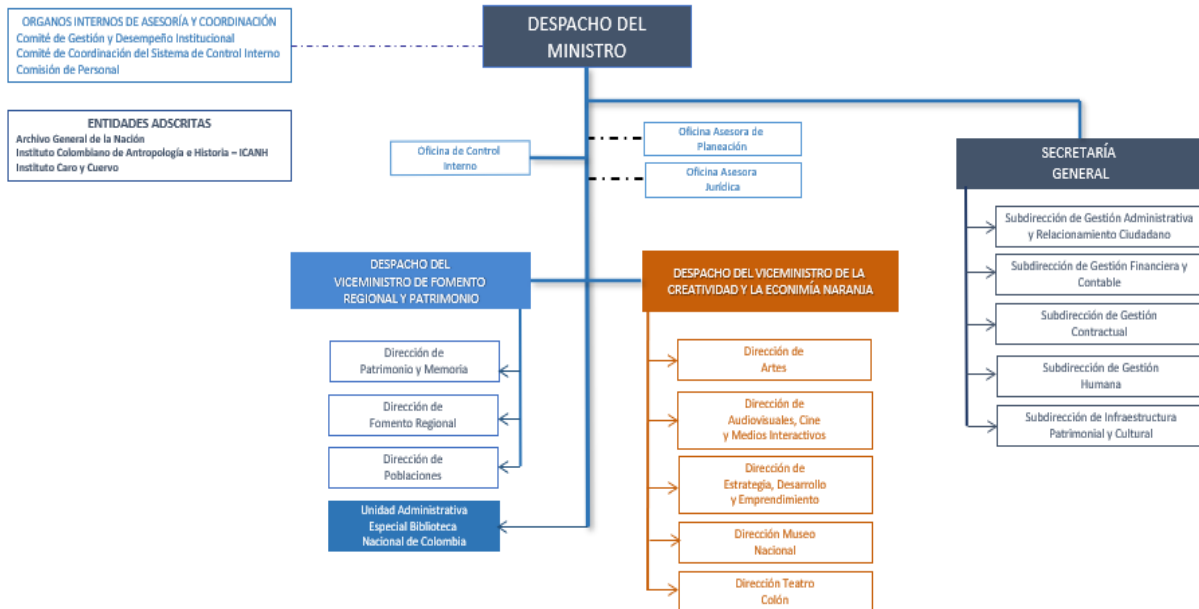 ORGANOS INTERNOS DE ASESORÍA Y COORDINACIÓN
Comité de Gestión y Desempeño Institucional
Comité de Coordinación del Sistema de Control Interno
Comisión de Personal
DESPACHO DEL
MINISTRO
ENTIDADES ADSCRITAS
Archivo General de la Nación
Instituto Colombiano de Antropología e Historia – ICANH
Instituto Caro y Cuervo
Oficina de Control
Interno
Oficina Asesora de
Planeación
Oficina Asesora
Jurídica
SECRETARÍA
GENERAL
Subdirección de Gestión Administrativa
y Relacionamiento Ciudadano
Subdirección de Gestión Financiera y
Contable
Subdirección de Gestión
Contractual
Subdirección de Gestión
Humana
Subdirección de Infraestructura
Patrimonial y Cultural
DESPACHO DEL
VICEMINISTRO DE FOMENTO
REGIONAL Y PATRIMONIO
Dirección de
Patrimonio y Memoria
Dirección de
Fomento Regional
Dirección de
Poblaciones
Unidad Administrativa
Especial Biblioteca
Nacional de Colombia
DESPACHO DEL VICEMINISTRO DE LA
CREATIVIDAD Y LA ECONOMÍA NARANJA
Dirección de
Artes
Dirección de
Audiovisuales, Cine
y Medios Interactivos
Dirección de
Estrategia, Desarrollo
y Emprendimiento
Dirección Museo
Nacional
Dirección Teatro
Colón